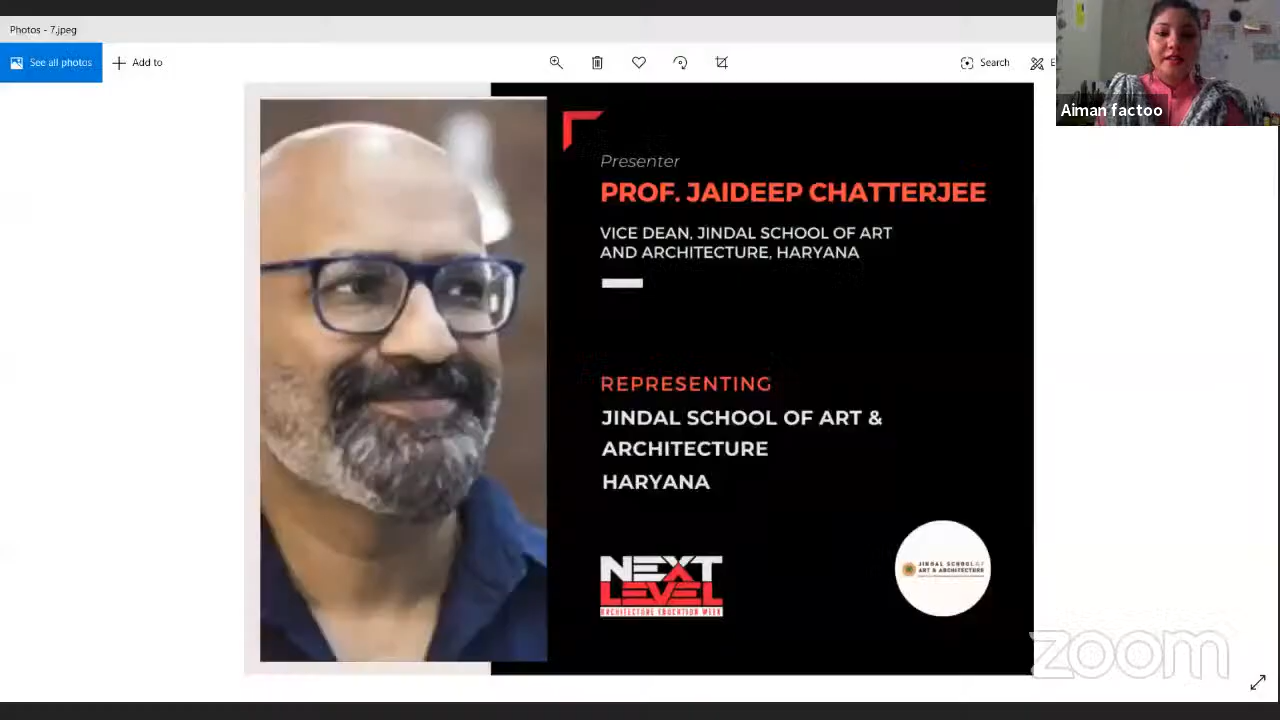 Photos - 7.jpeg
See all photos
Add to
Search
E
Aiman factoo
Presenter
PROF. JAIDEEP CHATTERJEE
VICE DEAN, JINDAL SCHOOL OF ART
AND ARCHITECTURE, HARYANA
REPRESENTING
JINDAL SCHOOL OF ART &
ARCHITECTURE
HARYANA
NEXT
LEVEL
ARCHITECTURE EDUCATION WEEK
JINDAL SCHOOL OF
ART & ARCHITECTURE
zoom